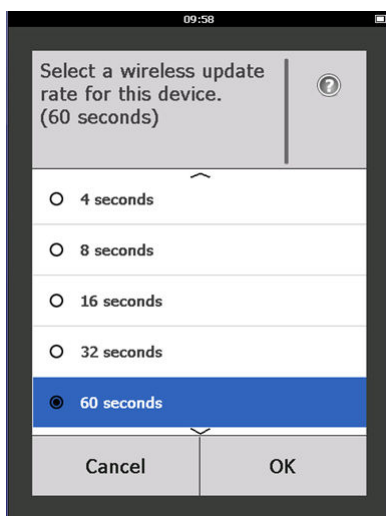 09:58
Select a wireless update
rate for this device.
(60 seconds)
?
4 seconds
8 seconds
16 seconds
32 seconds
60 seconds
Cancel
OK